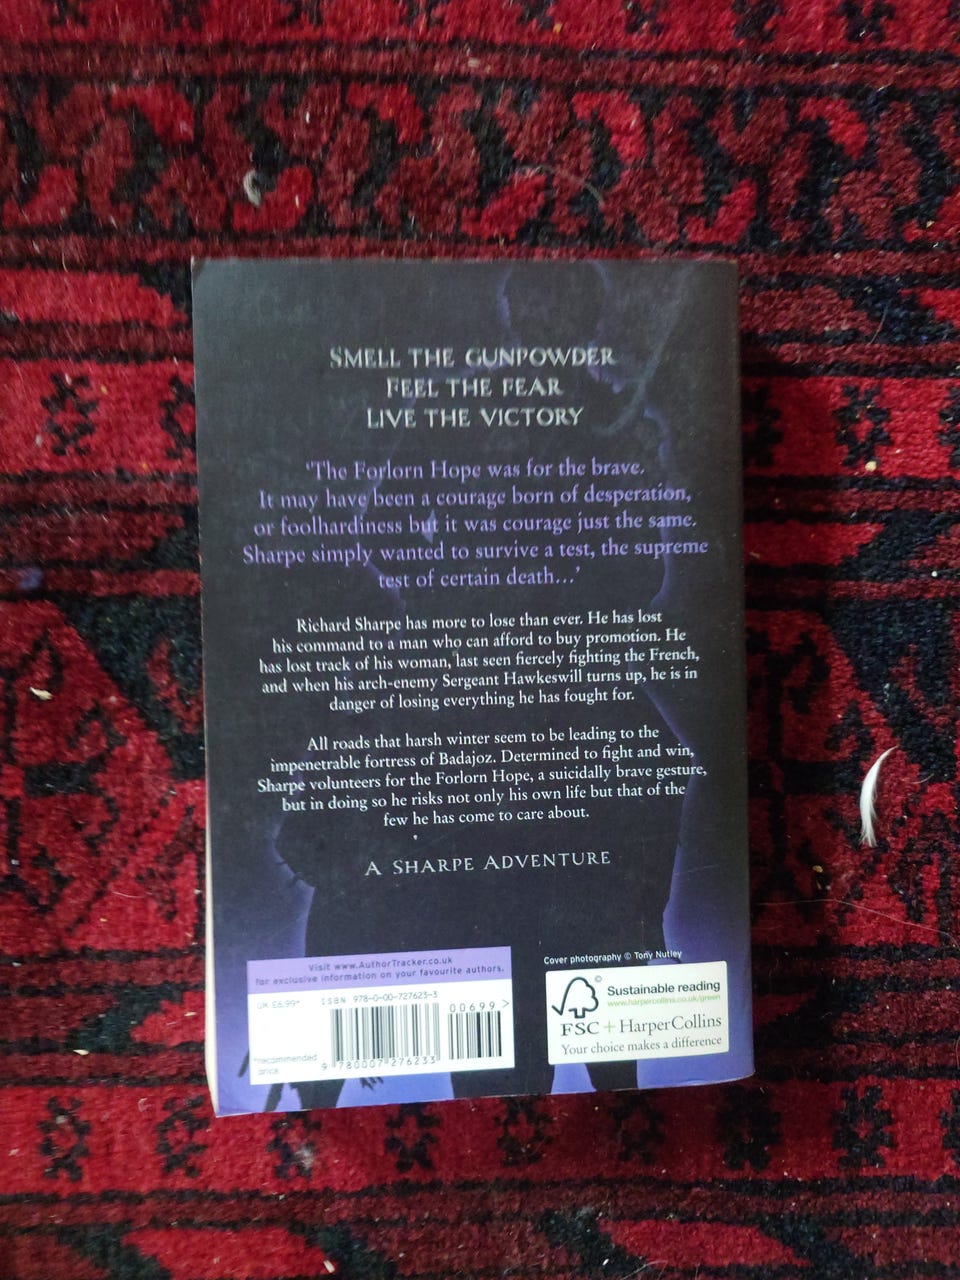 SMELL THE GUNPOWDER
FEEL THE FEAR
LIVE THE VICTORY
'The Forlorn Hope was for the brave.
It may have been a courage born of desperation,
or foolhardiness but it was courage just the same.
Sharpe simply wanted to survive a test, the supreme
test of certain death...'
Richard Sharpe has more to lose than ever. He has lost
his command to a man who can afford to buy promotion. He
has lost track of his woman, last seen fiercely fighting the French,
and when his arch-enemy Sergeant Hakeswill turns up, he is in
danger of losing everything he has fought for.
All roads that harsh winter seem to be leading to the
impenetrable fortress of Badajoz. Determined to fight and win,
Sharpe volunteers for the Forlorn Hope, a suicidally brave gesture,
but in doing so he risks not only his own life but that of the
few he has come to care about.
A SHARPE ADVENTURE
Visit www.AuthorTracker.co.uk
for exclusive information on your favourite authors.
UK £6.99*
ISBN 978-0-00-727623-3
00699>
*recommended
price
9 780007 276233
Cover photography © Tony Nutley
©
Sustainable reading
www.harpercollins.co.uk/green
FSC + HarperCollins
Your choice makes a difference